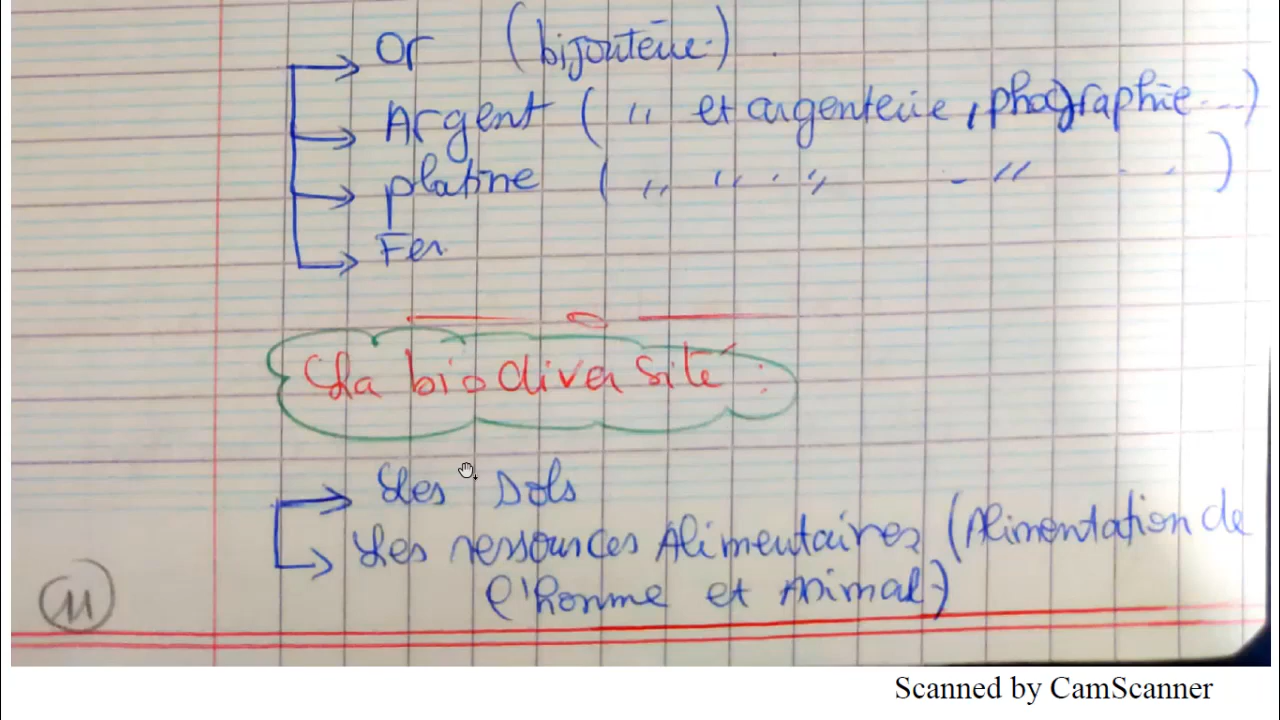 Or (bijouterie.)
Argent ( " et argenterie, phographie ...)
platine ( " " . " - " . . )
Fer
La biodiversité :
Les Sols
Les ressources Alimentaires (Alimentation de
l'homme et Animal)
11
Scanned by CamScanner